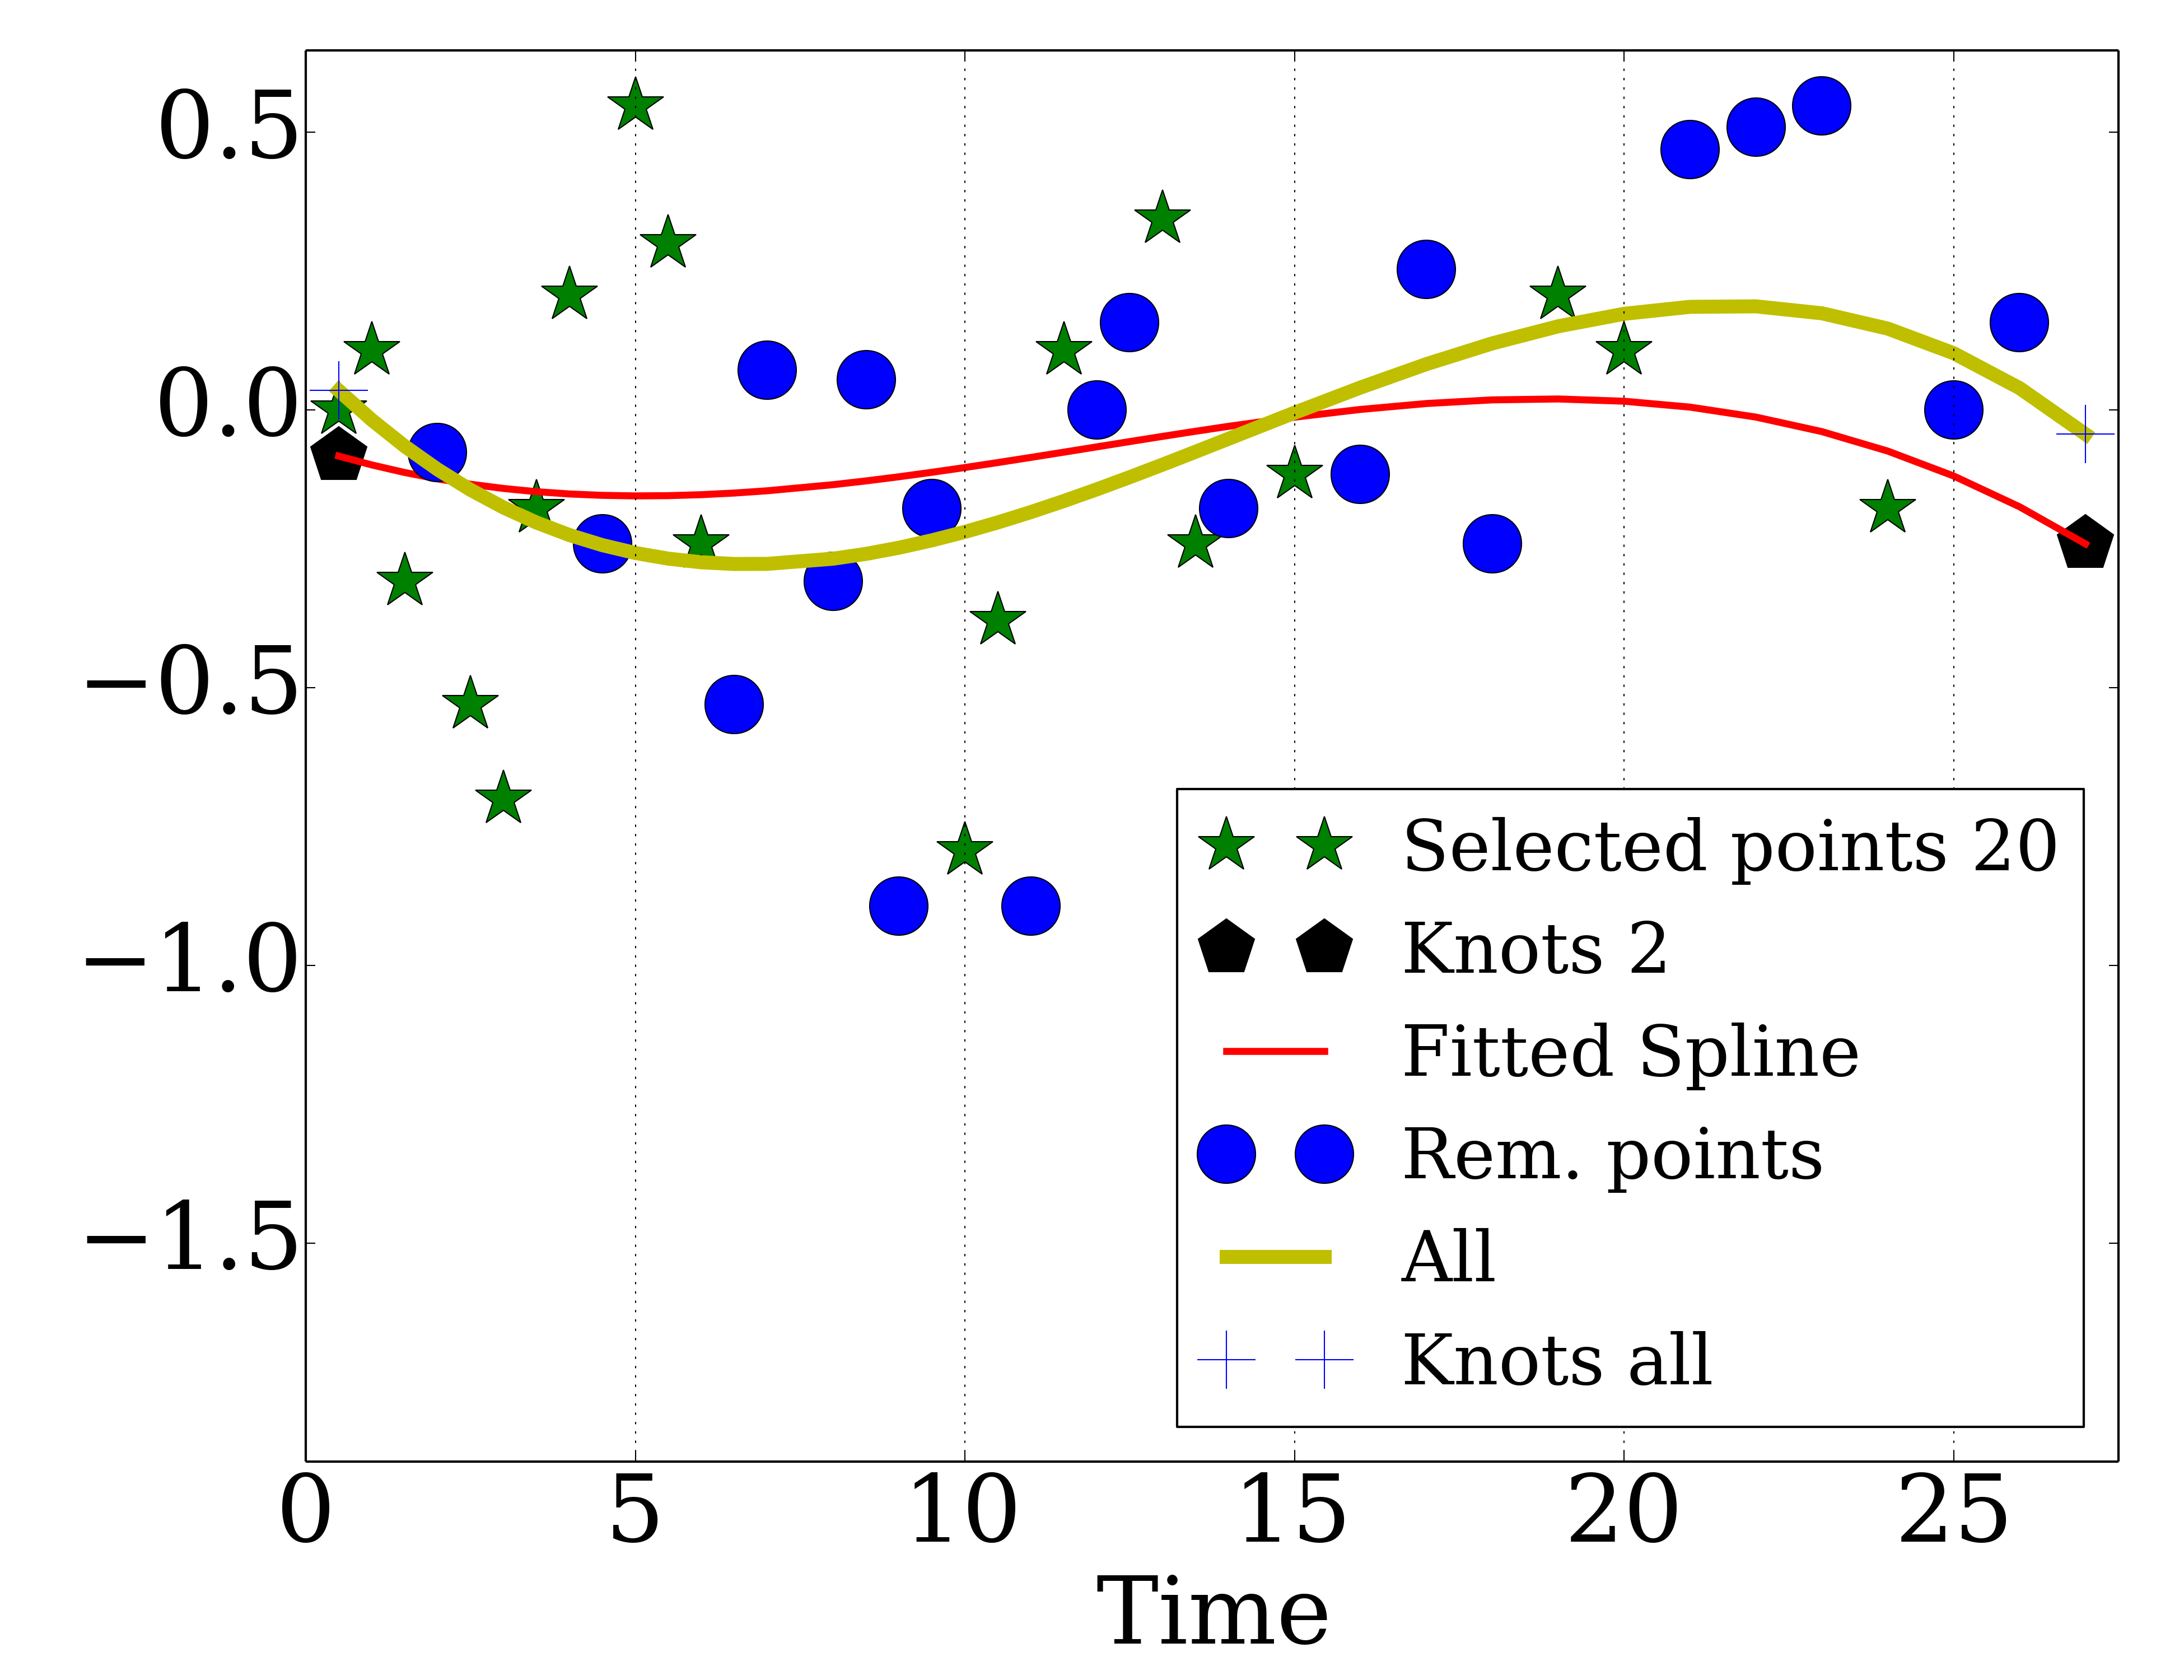 0.5
0.0
−0.5
−1.0
−1.5
Selected points 20
Knots 2
Fitted Spline
Rem. points
All
Knots all
0 5 10 15 20 25
Time